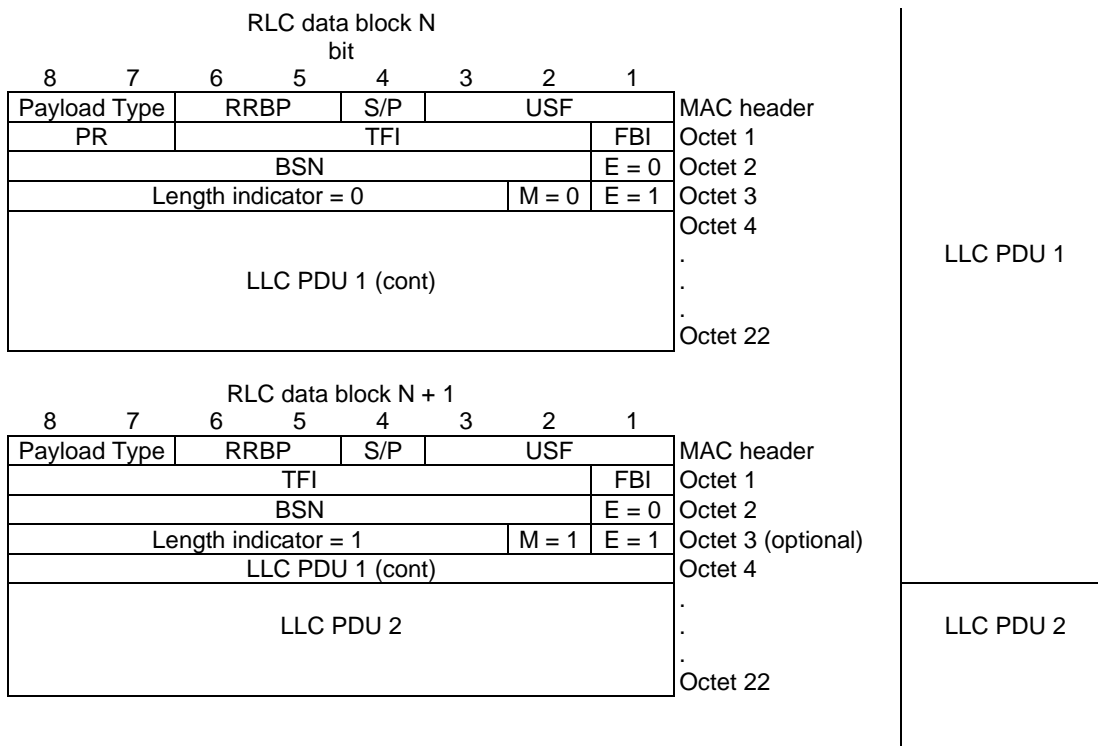 RLC data block N
bit
8 7 6 5 4 3 2 1
Payload Type RRBP S/P USF MAC header
PR TFI FBI Octet 1
BSN E = 0 Octet 2
Length indicator = 0 M = 0 E = 1 Octet 3
Octet 4
.
LLC PDU 1 (cont) .
.
Octet 22
LLC PDU 1
RLC data block N + 1
8 7 6 5 4 3 2 1
Payload Type RRBP S/P USF MAC header
TFI FBI Octet 1
BSN E = 0 Octet 2
Length indicator = 1 M = 1 E = 1 Octet 3 (optional)
LLC PDU 1 (cont) Octet 4
.
LLC PDU 2 .
.
Octet 22
LLC PDU 2